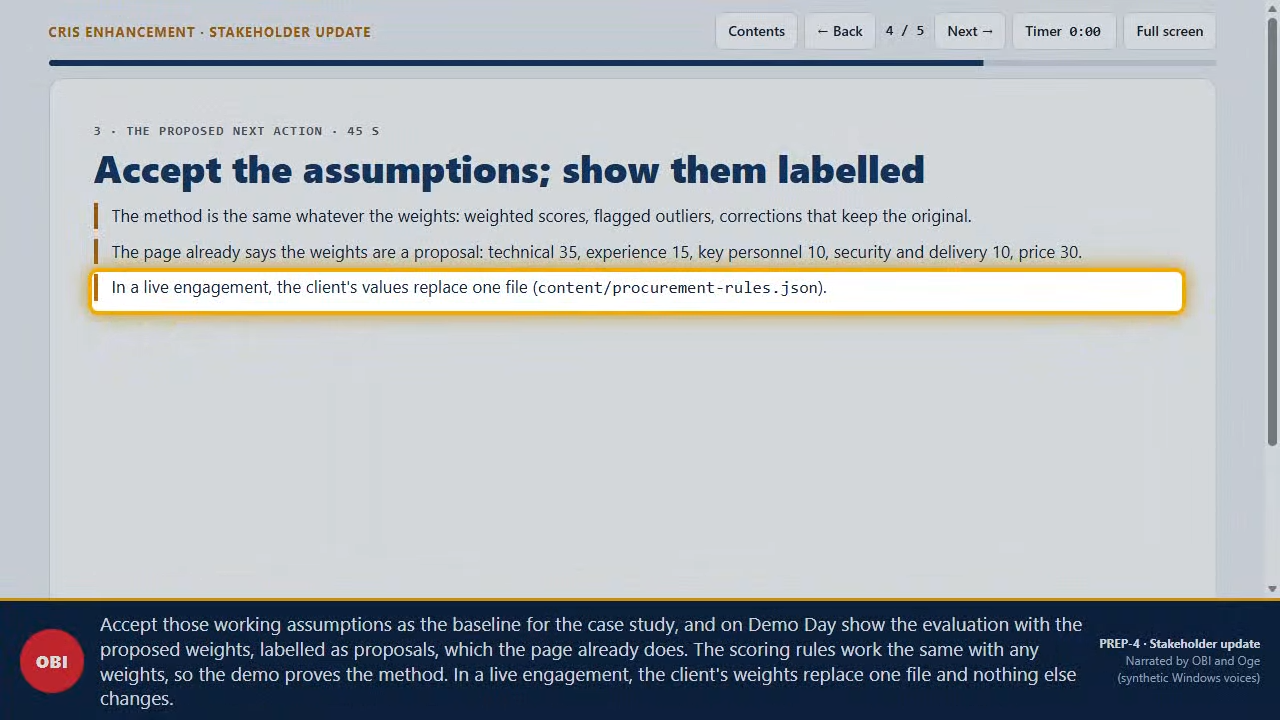 CRIS ENHANCEMENT · STAKEHOLDER UPDATE
Contents
← Back
4 / 5
Next →
Timer 0:00
Full screen
3 · THE PROPOSED NEXT ACTION · 45 S
Accept the assumptions; show them labelled
The method is the same whatever the weights: weighted scores, flagged outliers, corrections that keep the original.
The page already says the weights are a proposal: technical 35, experience 15, key personnel 10, security and delivery 10, price 30.
In a live engagement, the client's values replace one file (content/procurement-rules.json).
OBI
Accept those working assumptions as the baseline for the case study, and on Demo Day show the evaluation with the
proposed weights, labelled as proposals, which the page already does. The scoring rules work the same with any
weights, so the demo proves the method. In a live engagement, the client's weights replace one file and nothing else
changes.
PREP-4 · Stakeholder update
Narrated by OBI and Oge
(synthetic Windows voices)